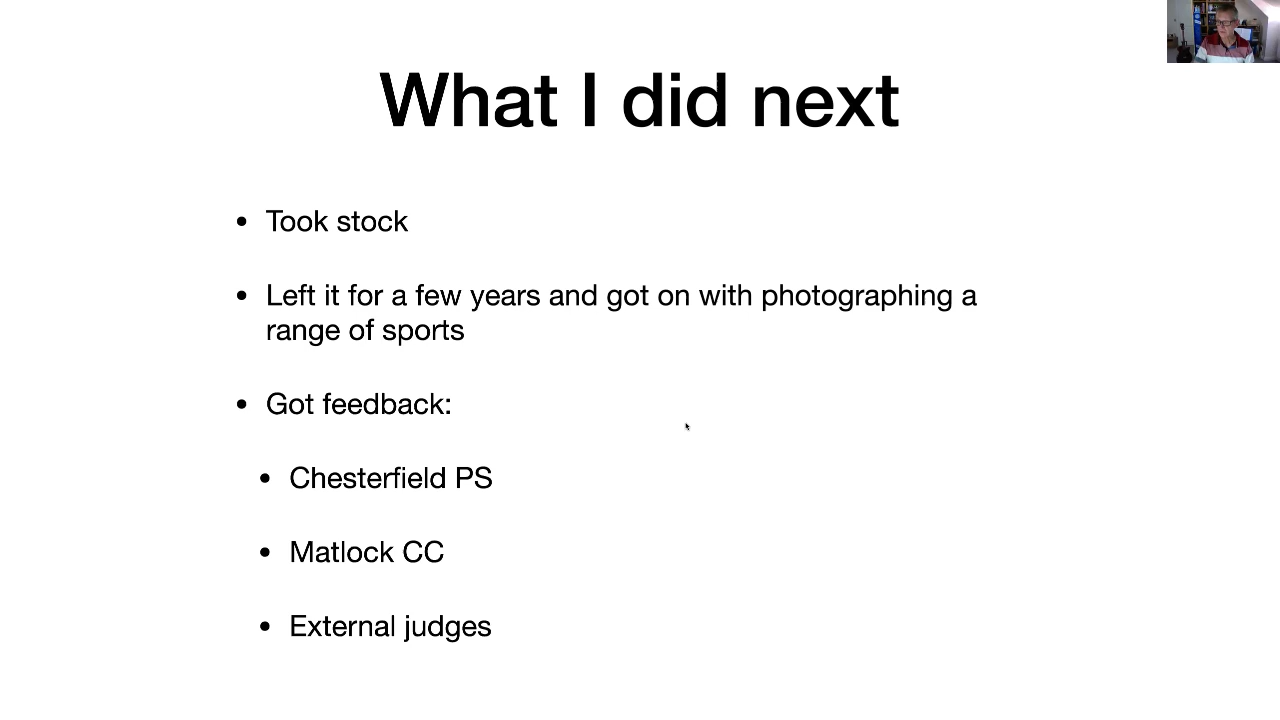 What I did next
• Took stock
• Left it for a few years and got on with photographing a
range of sports
• Got feedback:
• Chesterfield PS
• Matlock CC
• External judges